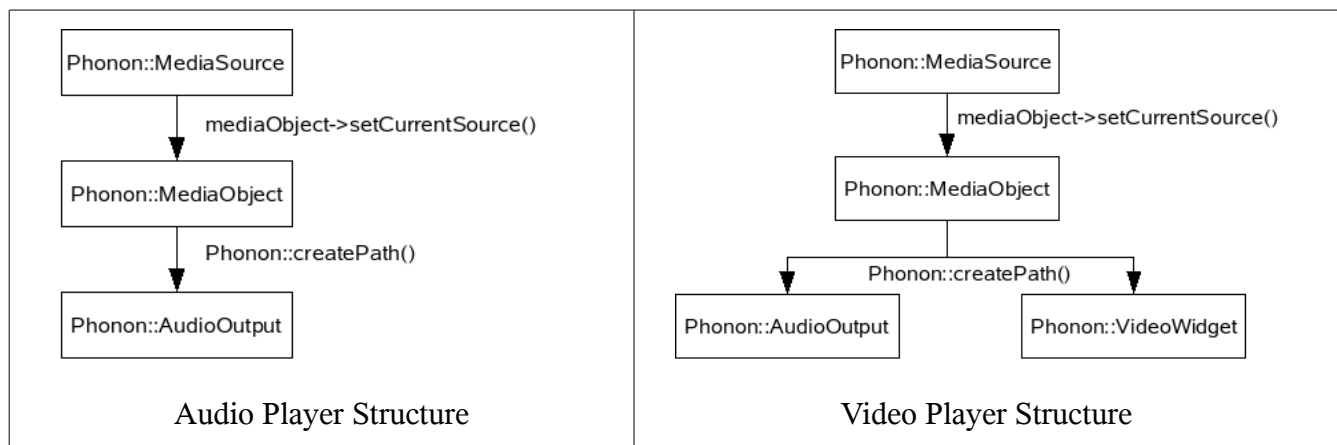 Phonon::MediaSource
mediaObject->setCurrentSource()
Phonon::MediaObject
Phonon::createPath()
Phonon::AudioOutput
Audio Player Structure
Phonon::MediaSource
mediaObject->setCurrentSource()
Phonon::MediaObject
Phonon::createPath()
Phonon::AudioOutput
Phonon::VideoWidget
Video Player Structure